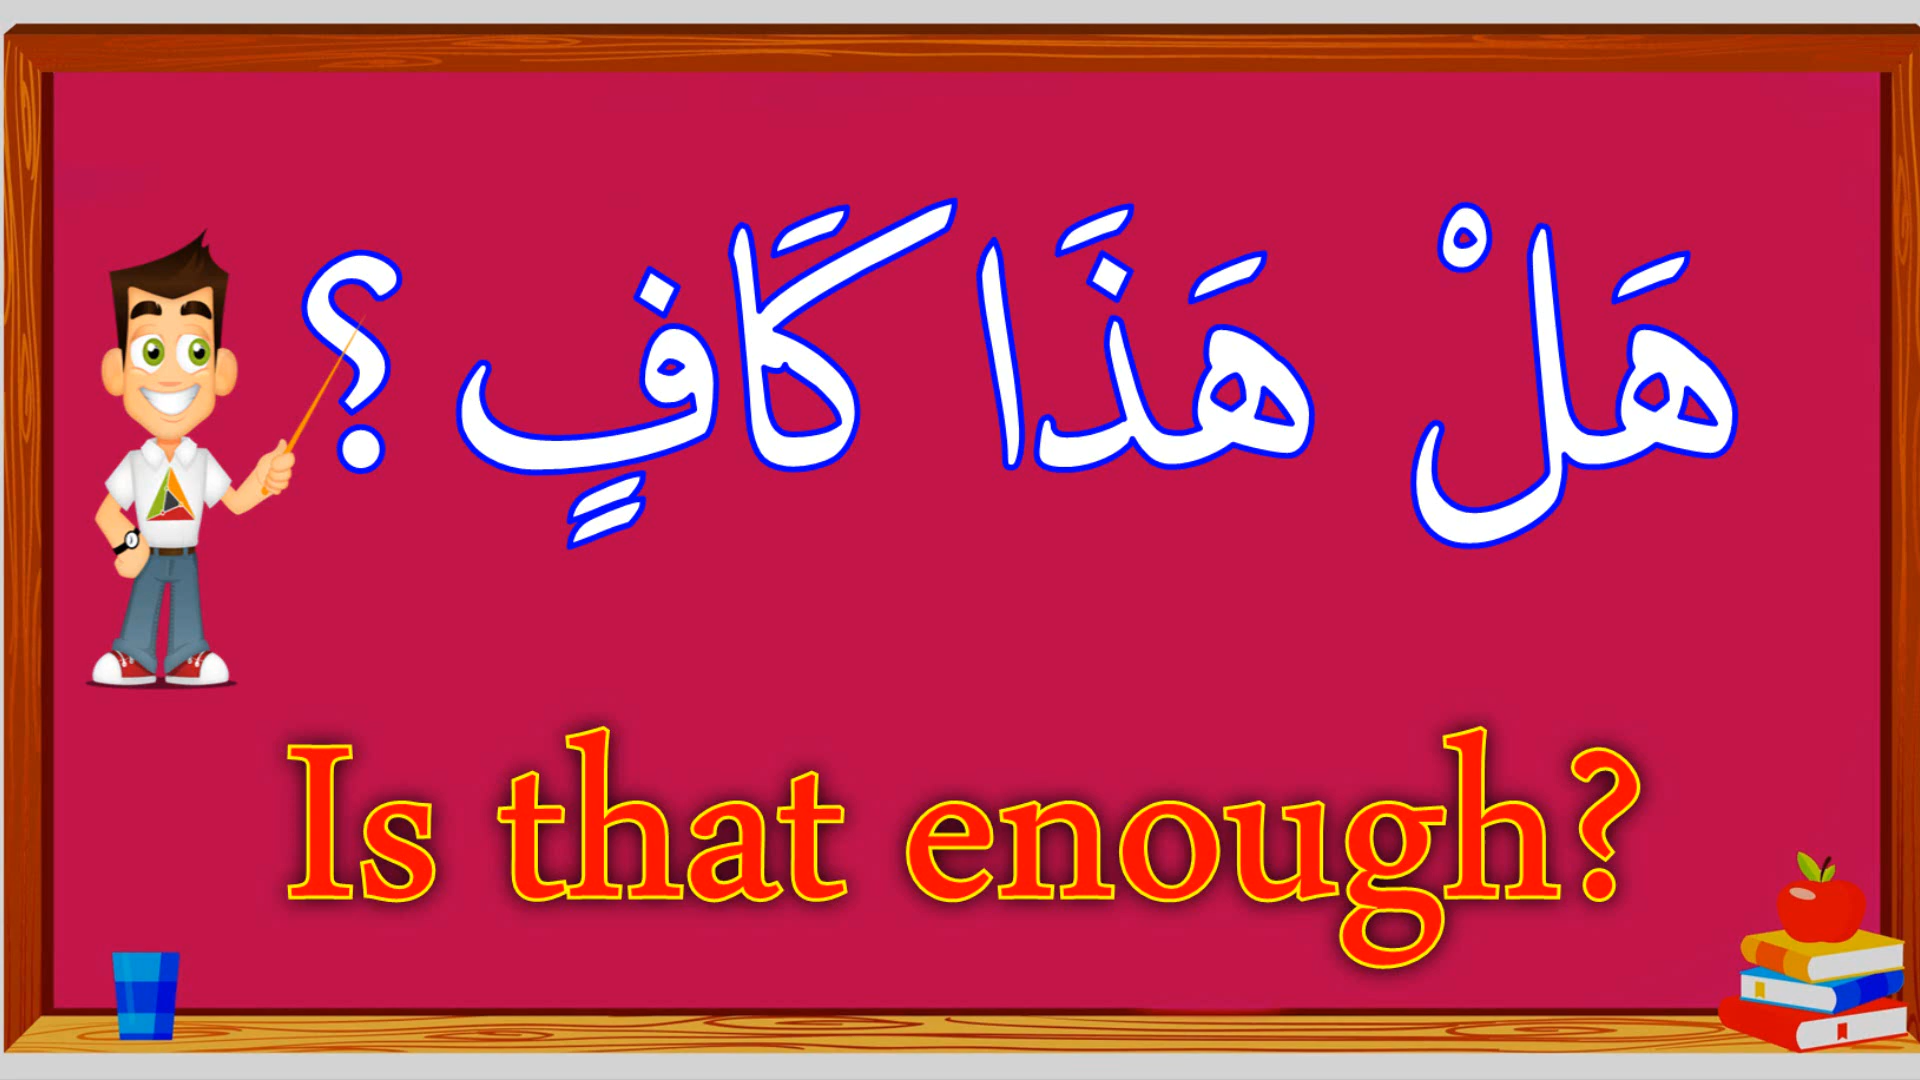 هَلْ هَذَا كَافٍ ؟
Is that enough?